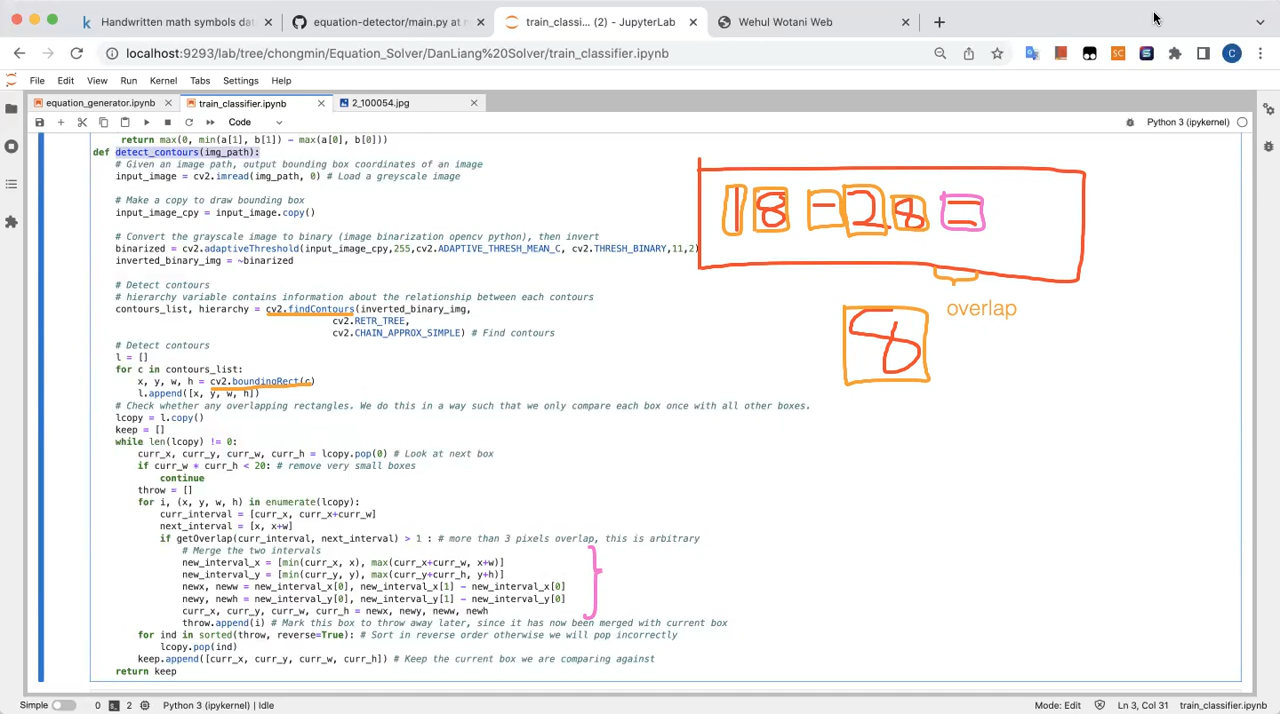 Handwritten math symbols dat
equation-detector/main.py at m
train_classi… (2) - JupyterLab
Wehul Wotani Web
localhost:9293/lab/tree/chongmin/Equation_Solver/DanLiang%20Solver/train_classifier.ipynb
File Edit View Run Kernel Tabs Settings Help
equation_generator.ipynb
train_classifier.ipynb
2_100054.jpg
Code
Python 3 (ipykernel)
return max(0, min(a[1], b[1]) - max(a[0], b[0]))
def detect_contours(img_path):
# Given an image path, output bounding box coordinates of an image
input_image = cv2.imread(img_path, 0) # Load a greyscale image
# Make a copy to draw bounding box
input_image_cpy = input_image.copy()
# Convert the grayscale image to binary (image binarization opencv python), then invert
binarized = cv2.adaptiveThreshold(input_image_cpy,255,cv2.ADAPTIVE_THRESH_MEAN_C, cv2.THRESH_BINARY,11,2)
inverted_binary_img = ~binarized
# Detect contours
# hierarchy variable contains information about the relationship between each contours
contours_list, hierarchy = cv2.findContours(inverted_binary_img,
cv2.RETR_TREE,
cv2.CHAIN_APPROX_SIMPLE) # Find contours
# Detect contours
l = []
for c in contours_list:
x, y, w, h = cv2.boundingRect(c)
l.append([x, y, w, h])
# Check whether any overlapping rectangles. We do this in a way such that we only compare each box once with all other boxes.
lcopy = l.copy()
keep = []
while len(lcopy) != 0:
curr_x, curr_y, curr_w, curr_h = lcopy.pop(0) # Look at next box
if curr_w * curr_h < 20: # remove very small boxes
continue
throw = []
for i, (x, y, w, h) in enumerate(lcopy):
curr_interval = [curr_x, curr_x+curr_w]
next_interval = [x, x+w]
if getOverlap(curr_interval, next_interval) > 1 : # more than 3 pixels overlap, this is arbitrary
# Merge the two intervals
new_interval_x = [min(curr_x, x), max(curr_x+curr_w, x+w)]
new_interval_y = [min(curr_y, y), max(curr_y+curr_h, y+h)]
newx, neww = new_interval_x[0], new_interval_x[1] - new_interval_x[0]
newy, newh = new_interval_y[0], new_interval_y[1] - new_interval_y[0]
curr_x, curr_y, curr_w, curr_h = newx, newy, neww, newh
throw.append(i) # Mark this box to throw away later, since it has now been merged with current box
for ind in sorted(throw, reverse=True): # Sort in reverse order otherwise we will pop incorrectly
lcopy.pop(ind)
keep.append([curr_x, curr_y, curr_w, curr_h]) # Keep the current box we are comparing against
return keep
18 - 28 =
overlap
8
Simple 0 2 Python 3 (ipykernel) | Idle
Mode: Edit Ln 3, Col 31 train_classifier.ipynb